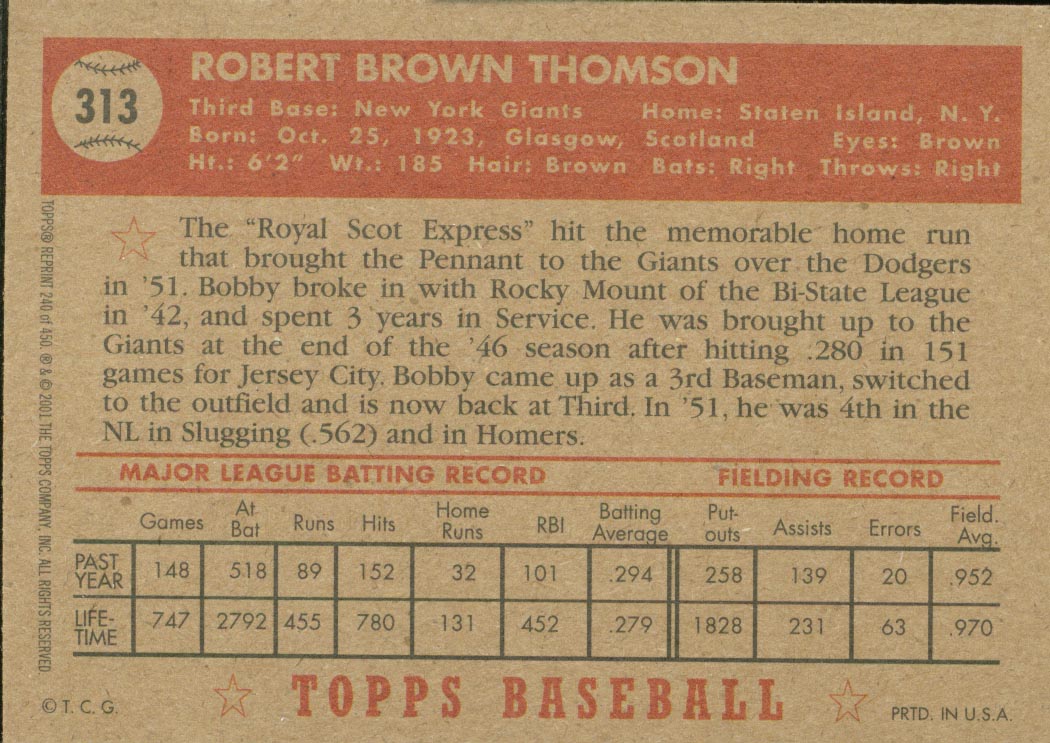 313
ROBERT BROWN THOMSON
Third Base: New York Giants Home: Staten Island, N. Y.
Born: Oct. 25, 1923, Glasgow, Scotland Eyes: Brown
Ht.: 6'2" Wt.: 185 Hair: Brown Bats: Right Throws: Right
The "Royal Scot Express" hit the memorable home run
that brought the Pennant to the Giants over the Dodgers
in '51. Bobby broke in with Rocky Mount of the Bi-State League
in '42, and spent 3 years in Service. He was brought up to the
Giants at the end of the '46 season after hitting .280 in 151
games for Jersey City. Bobby came up as a 3rd Baseman, switched
to the outfield and is now back at Third. In '51, he was 4th in the
NL in Slugging (.562) and in Homers.
MAJOR LEAGUE BATTING RECORD FIELDING RECORD
Games At Bat Runs Hits Home Runs RBI Batting Average Put-outs Assists Errors Field. Avg.
PAST YEAR 148 518 89 152 32 101 .294 258 139 20 .952
LIFE-TIME 747 2792 455 780 131 452 .279 1828 231 63 .970
TOPPS BASEBALL
© T. C. G.
PRTD. IN U.S.A.
TOPPS® REPRINT 240 of 450. ® & © 2001 THE TOPPS COMPANY, INC. ALL RIGHTS RESERVED.